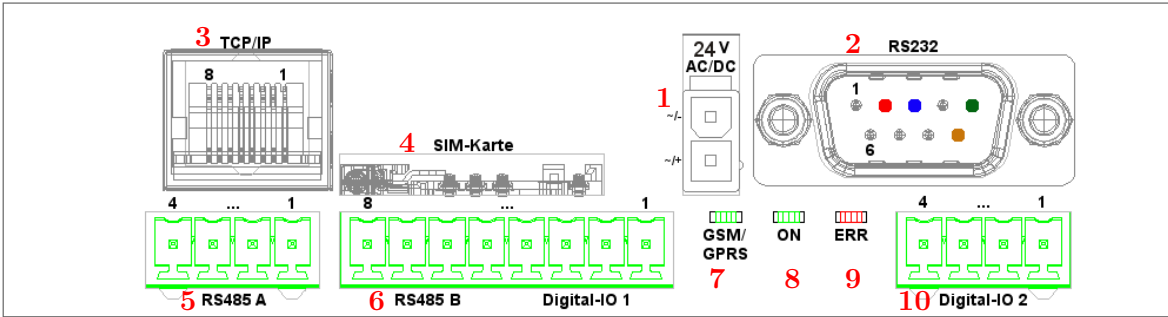 3 TCP/IP
8 1
4 SIM-Karte
24 V
AC/DC
1
~/-
~/+
2 RS232
1
6
4 ... 1
8 ... 1
GSM/
GPRS
ON
ERR
4 ... 1
5 RS485 A
6 RS485 B Digital-IO 1
7
8
9
10 Digital-IO 2